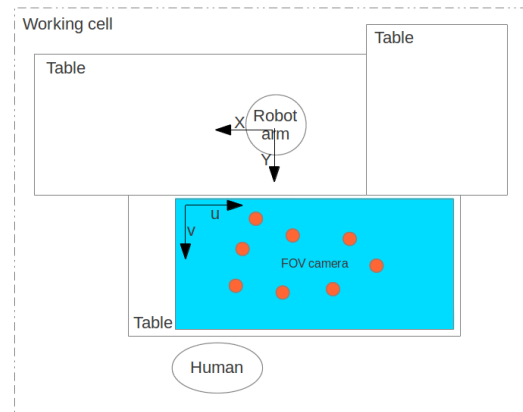 Working cell
Table
Table
Robot
arm
X
Y
u
v
FOV camera
Table
Human